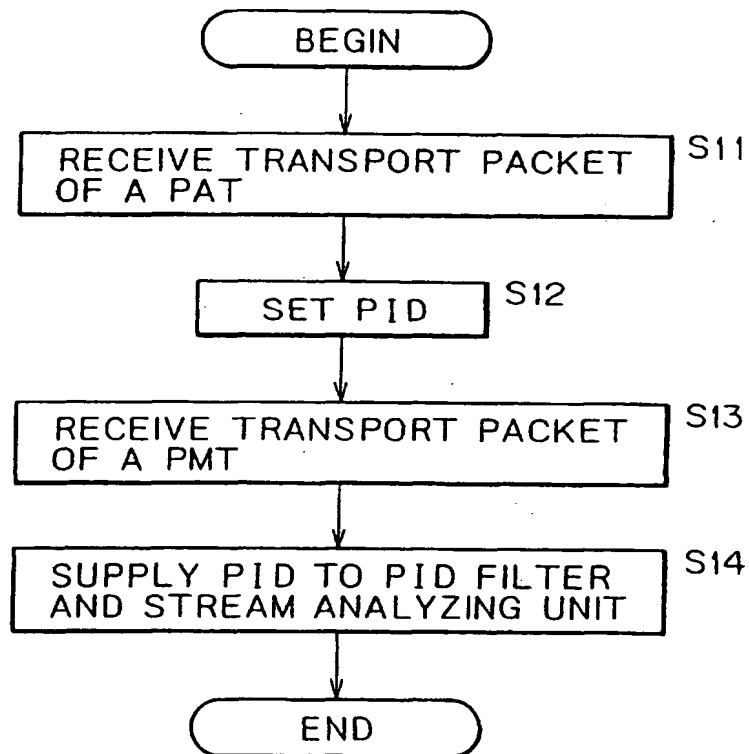 BEGIN
RECEIVE TRANSPORT PACKET
OF A PAT
S11
SET PID
S12
RECEIVE TRANSPORT PACKET
OF A PMT
S13
SUPPLY PID TO PID FILTER
AND STREAM ANALYZING UNIT
S14
END